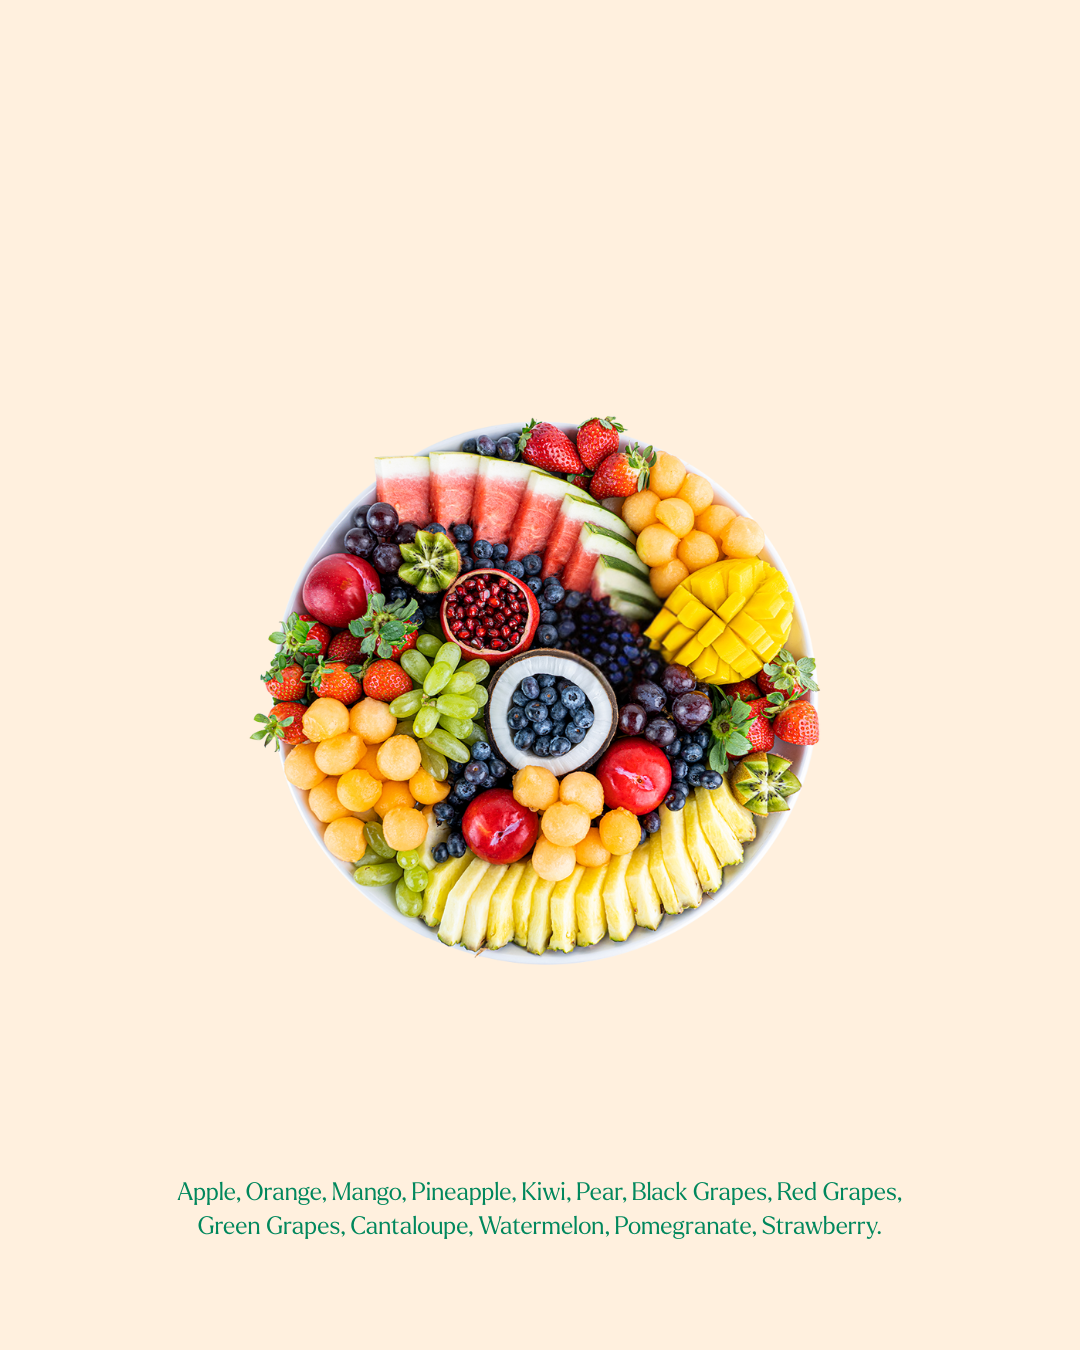 Apple, Orange, Mango, Pineapple, Kiwi, Pear, Black Grapes, Red Grapes,
Green Grapes, Cantaloupe, Watermelon, Pomegranate, Strawberry.